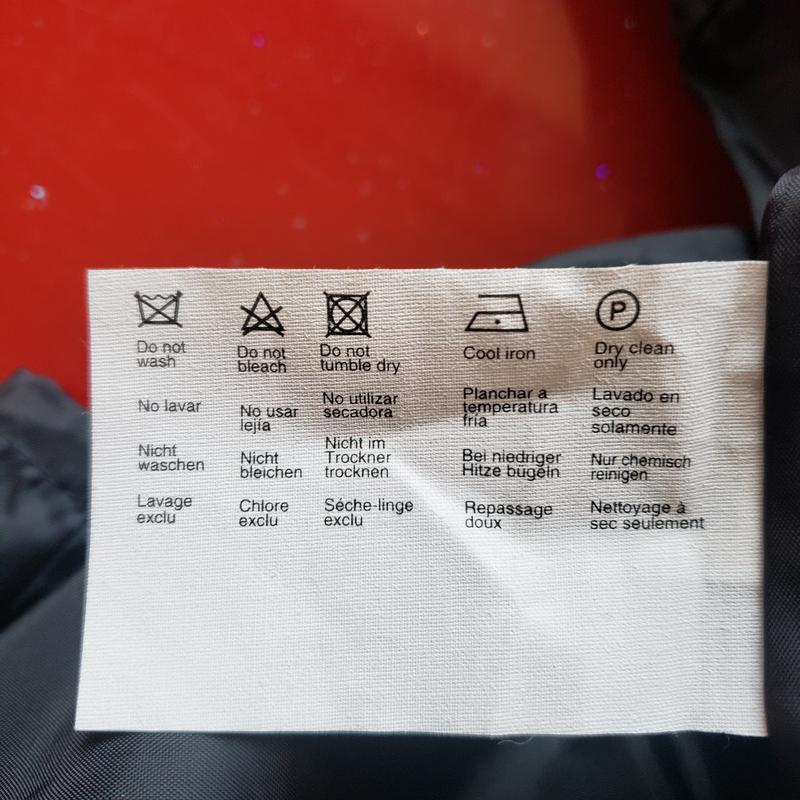 P
Do not
wash
Do not
bleach
Do not
tumble dry
Cool iron
Dry clean
only
No lavar
No usar
lejía
No utilizar
secadora
Planchar a
temperatura
fría
Lavado en
seco
solamente
Nicht
waschen
Nicht
bleichen
Nicht im
Trockner
trocknen
Bei niedriger
Hitze bügeln
Nur chemisch
reinigen
Lavage
exclu
Chlore
exclu
Séche-linge
exclu
Repassage
doux
Nettoyage à
sec seulement